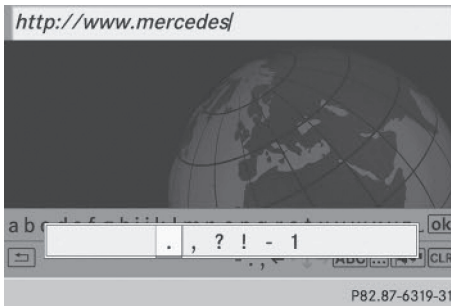 http://www.mercedes
. , ? ! - 1
ok
ABC ... CLR
P82.87-6319-31